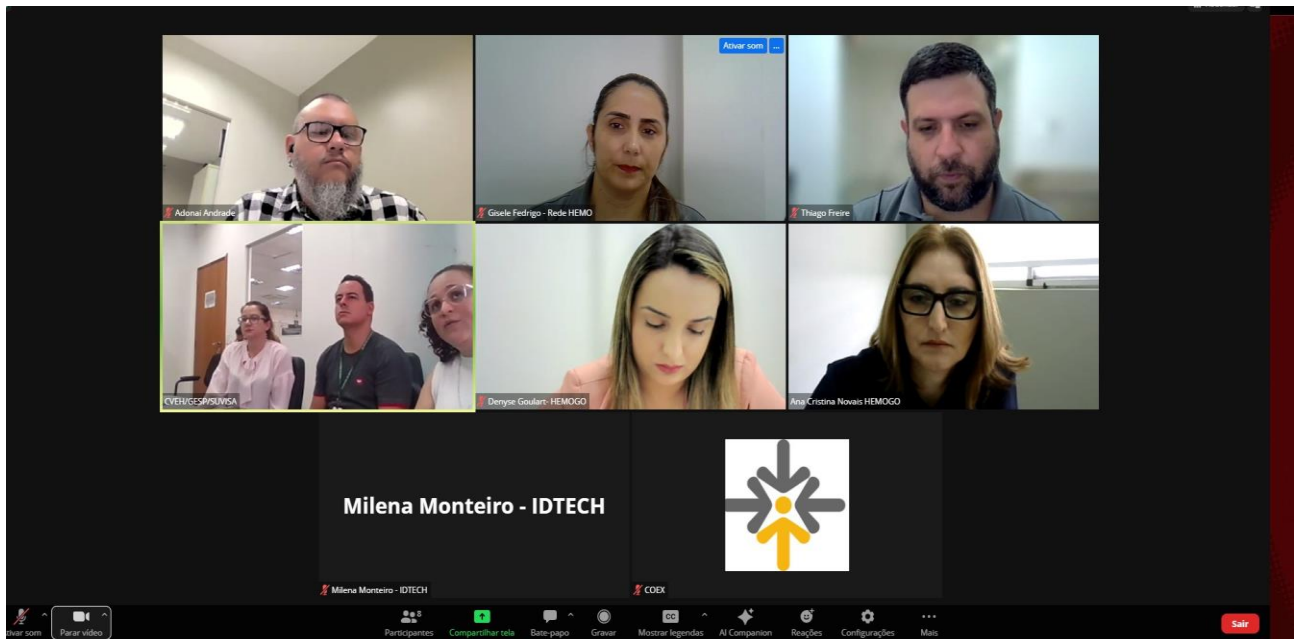 Ativar som ...
Adonai Andrade
Gisele Fedrigo - Rede HEMO
Thiago Freire
CVEH/GESP/SUVISA
Denyse Goulart- HEMOGO
Ana Cristina Novais HEMOGO
Milena Monteiro - IDTECH
Milena Monteiro - IDTECH
COEX
Parar vídeo
8
Participantes
Compartilhar tela
Bate-papo
Gravar
CC
Mostrar legendas
AI Companion
Reações
Configurações
Mais
Sair